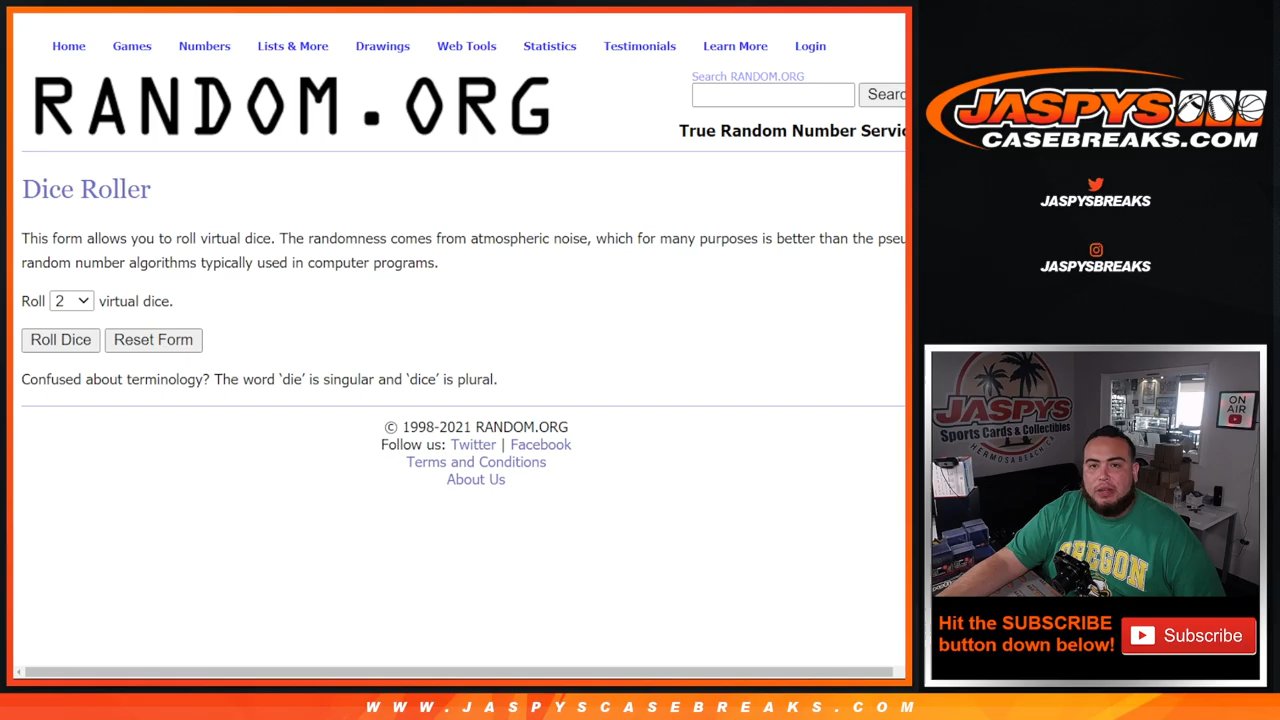 Home Games Numbers Lists & More Drawings Web Tools Statistics Testimonials Learn More Login
RANDOM.ORG
Search RANDOM.ORG
Searc
True Random Number Servic
Dice Roller
This form allows you to roll virtual dice. The randomness comes from atmospheric noise, which for many purposes is better than the pseu
random number algorithms typically used in computer programs.
Roll 2 virtual dice.
Roll Dice Reset Form
Confused about terminology? The word ‘die’ is singular and ‘dice’ is plural.
© 1998-2021 RANDOM.ORG
Follow us: Twitter | Facebook
Terms and Conditions
About Us
JASPYS
CASEBREAKS.COM
JASPYSBREAKS
JASPYSBREAKS
JASPYS
Sports Cards & Collectibles
HERMOSA BEACH, CA
ON
AIR
OREGON
Hit the SUBSCRIBE
button down below!
Subscribe
WWW.JASPYSCASEBREAKS.COM